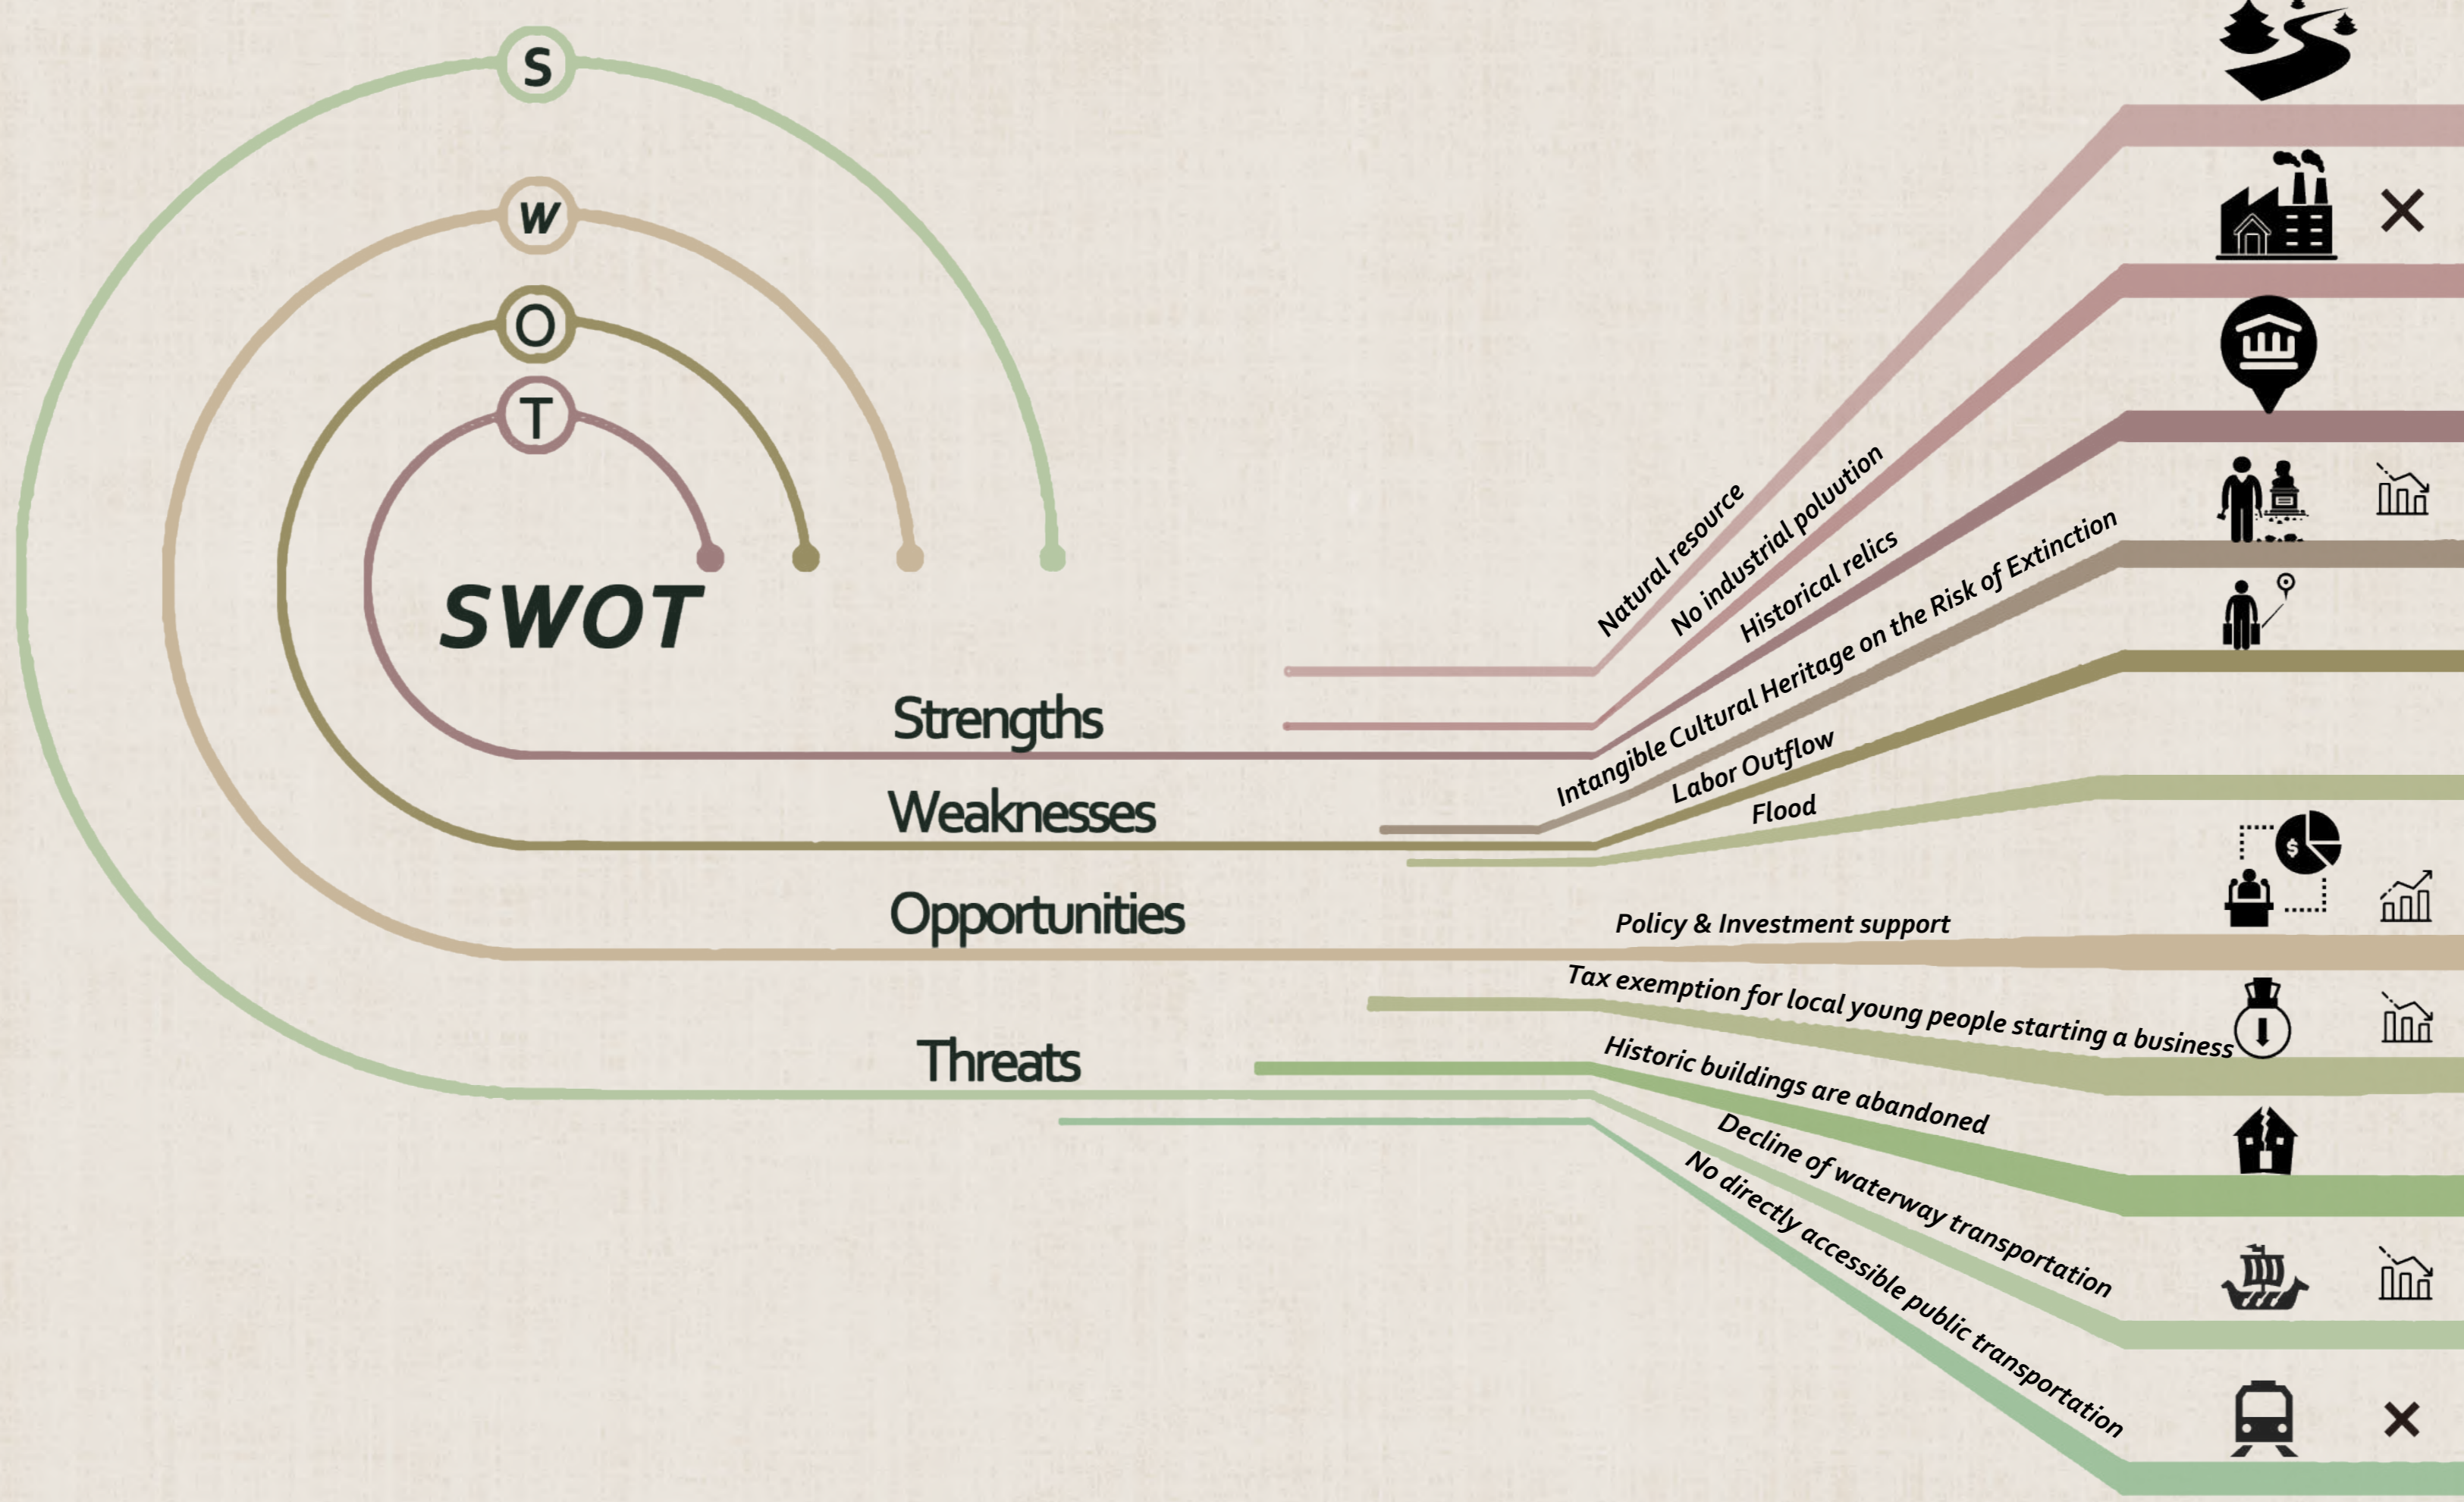 S
W
O
T
SWOT
Strengths
Weaknesses
Opportunities
Threats
Natural resource
No industrial poluution
Historical relics
Intangible Cultural Heritage on the Risk of Extinction
Labor Outflow
Flood
Policy & Investment support
Tax exemption for local young people starting a business
Historic buildings are abandoned
Decline of waterway transportation
No directly accessible public transportation
$